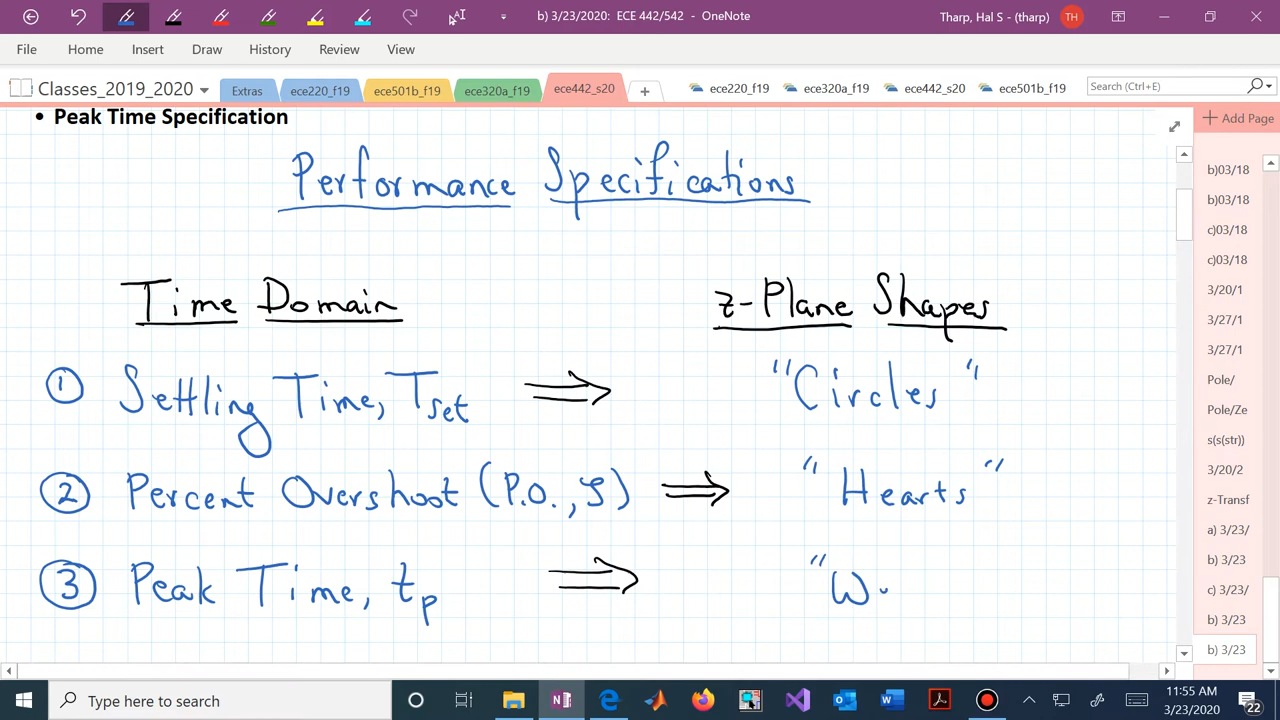 b) 3/23/2020: ECE 442/542 - OneNote
Tharp, Hal S - (tharp)
TH
File Home Insert Draw History Review View
Classes_2019_2020
Extras ece220_f19 ece501b_f19 ece320a_f19 ece442_s20
ece220_f19 ece320a_f19 ece442_s20 ece501b_f19
Search (Ctrl+E)
• Peak Time Specification
Performance Specifications
Time Domain z-Plane Shapes
① Settling Time, Tset ⟹ "Circles"
② Percent Overshoot (P.O., ζ) ⟹ "Hearts"
③ Peak Time, tp ⟹ "W
Add Page
b)03/18
b)03/18
c)03/18
c)03/18
3/20/1
3/27/1
3/27/1
Pole/
Pole/Ze
s(s(str))
3/20/2
z-Transf
a) 3/23/
b) 3/23
c) 3/23/
b) 3/23
b) 3/23
Type here to search
11:55 AM
3/23/2020
22